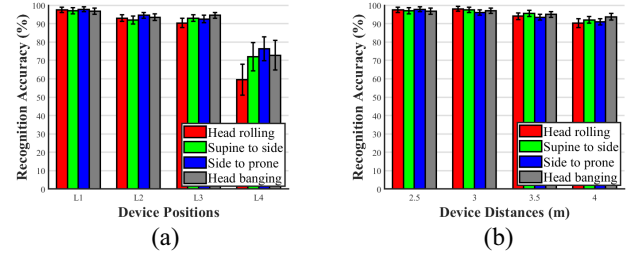 Recognition Accuracy (%)
100
90
80
70
60
50
40
30
20
10
0
Head rolling
Supine to side
Side to prone
Head banging
L1 L2 L3 L4
Device Positions
(a)
Recognition Accuracy (%)
100
90
80
70
60
50
40
30
20
10
0
Head rolling
Supine to side
Side to prone
Head banging
2.5 3 3.5 4
Device Distances (m)
(b)